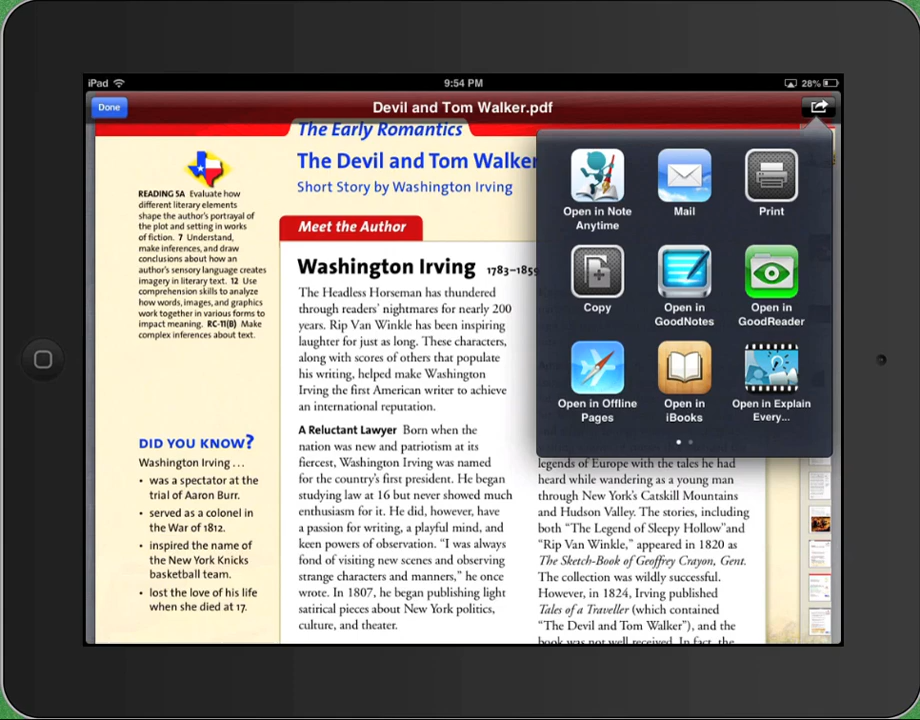 iPad
9:54 PM
28%
Done
Devil and Tom Walker.pdf
The Early Romantics
The Devil and Tom Walker
Short Story by Washington Irving
READING 5A Evaluate how
different literary elements
shape the author's portrayal of
the plot and setting in works
of fiction. 7 Understand,
make inferences, and draw
conclusions about how an
author's sensory language creates
imagery in literary text. 12 Use
comprehension skills to analyze
how words, images, and graphics
work together in various forms to
impact meaning. RC-11(B) Make
complex inferences about text.
DID YOU KNOW?
Washington Irving ...
• was a spectator at the
trial of Aaron Burr.
• served as a colonel in
the War of 1812.
• inspired the name of
the New York Knicks
basketball team.
• lost the love of his life
when she died at 17.
Meet the Author
Washington Irving 1783–1859
The Headless Horseman has thundered
through readers' nightmares for nearly 200
years. Rip Van Winkle has been inspiring
laughter for just as long. These characters,
along with scores of others that populate
his writing, helped make Washington
Irving the first American writer to achieve
an international reputation.
A Reluctant Lawyer Born when the
nation was new and patriotism at its
fiercest, Washington Irving was named
for the country's first president. He began
studying law at 16 but never showed much
enthusiasm for it. He did, however, have
a passion for writing, a playful mind, and
keen powers of observation. "I was always
fond of visiting new scenes and observing
strange characters and manners," he once
wrote. In 1807, he began publishing light
satirical pieces about New York politics,
culture, and theater.
Open in Note
Anytime
Mail
Print
Copy
Open in
GoodNotes
Open in
GoodReader
Open in Offline
Pages
Open in
iBooks
Open in Explain
Every...
legends of Europe with the tales he had
heard while wandering as a young man
through New York's Catskill Mountains
and Hudson Valley. The stories, including
both "The Legend of Sleepy Hollow"and
"Rip Van Winkle," appeared in 1820 as
The Sketch-Book of Geoffrey Crayon, Gent.
The collection was wildly successful.
However, in 1824, Irving published
Tales of a Traveller (which contained
"The Devil and Tom Walker"), and the
book was not well received. In fact, the